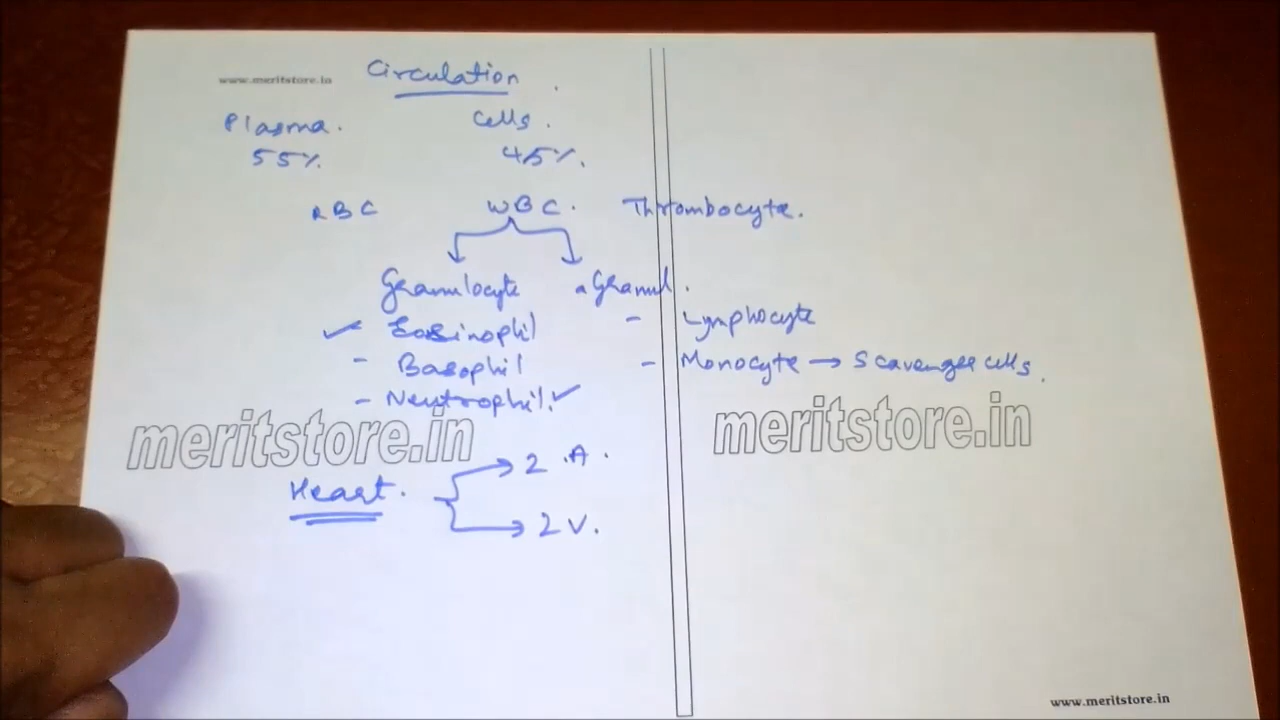 www.meritstore.in
Circulation.
Plasma. Cells.
55% 45%.
RBC WBC. Thrombocyte.
Granulocyte aGranul.
Eosinophil - Lymphocyte
- Basophil - Monocyte → Scavenger cells.
- Neutrophil.
meritstore.in meritstore.in
2 A.
Heart.
2 V.
www.meritstore.in